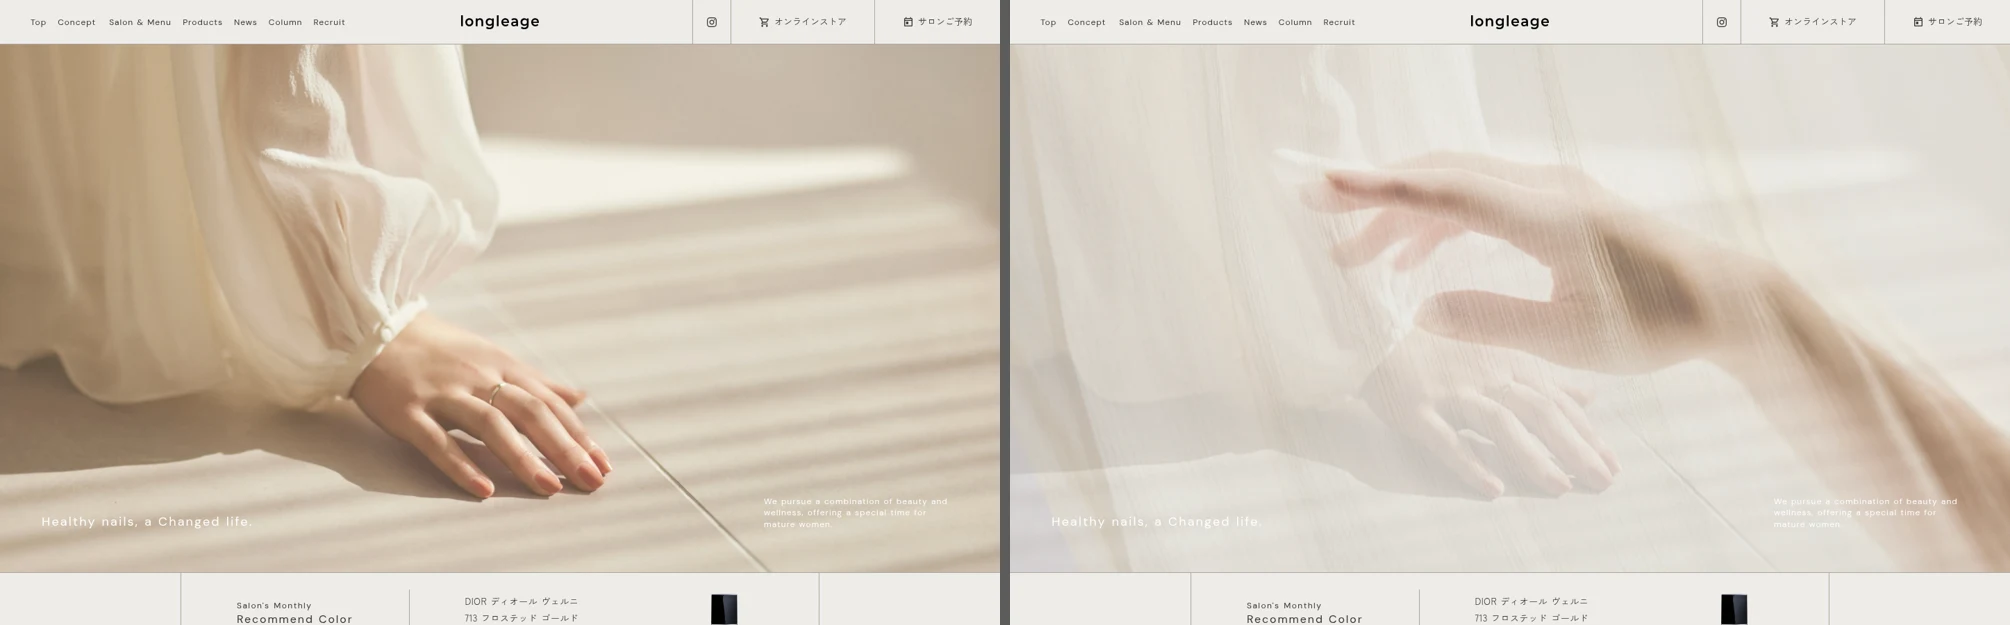 Top Concept Salon & Menu Products News Column Recruit
longleage
オンラインストア
サロンご予約
Healthy nails, a Changed life.
We pursue a combination of beauty and
wellness, offering a special time for
mature women.
Salon's Monthly
Recommend Color
DIOR ディオール ヴェルニ
713 フロステッド ゴールド
Top Concept Salon & Menu Products News Column Recruit
longleage
オンラインストア
サロンご予約
Healthy nails, a Changed life.
We pursue a combination of beauty and
wellness, offering a special time for
mature women.
Salon's Monthly
Recommend Color
DIOR ディオール ヴェルニ
713 フロステッド ゴールド